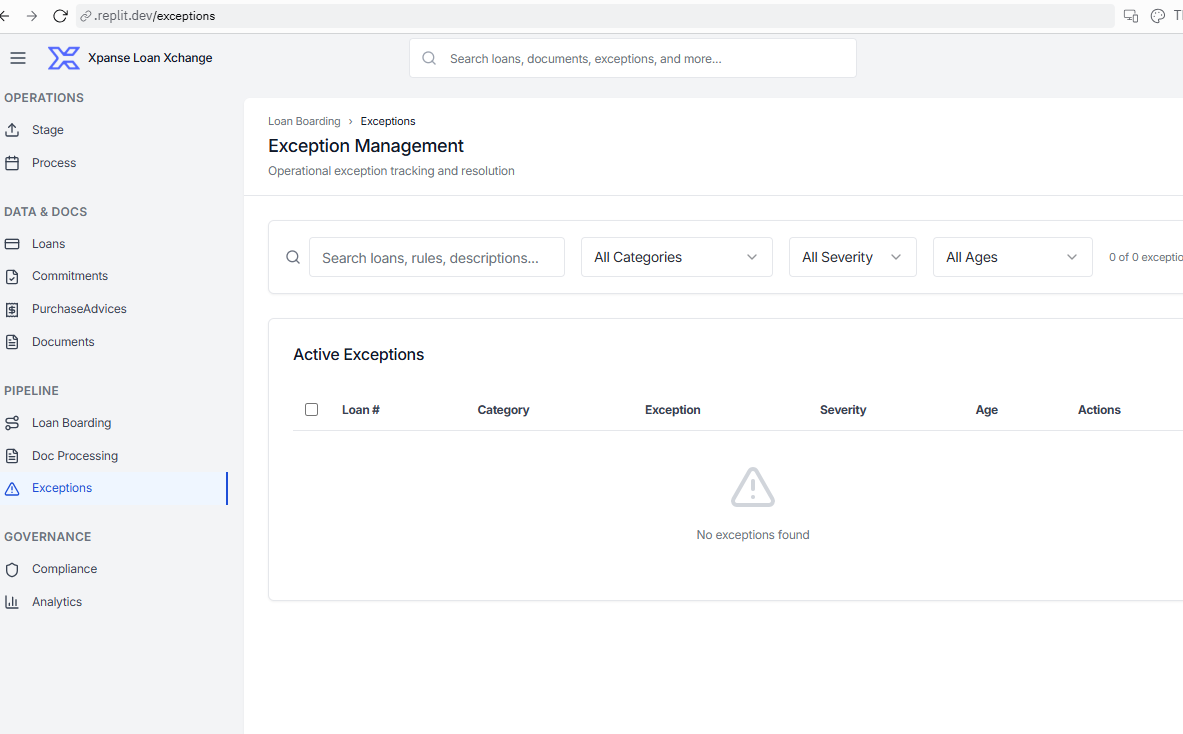 .replit.dev/exceptions
Xpanse Loan Xchange
Search loans, documents, exceptions, and more...
OPERATIONS
Stage
Process
DATA & DOCS
Loans
Commitments
PurchaseAdvices
Documents
PIPELINE
Loan Boarding
Doc Processing
Exceptions
GOVERNANCE
Compliance
Analytics
Loan Boarding › Exceptions
Exception Management
Operational exception tracking and resolution
Search loans, rules, descriptions...
All Categories
All Severity
All Ages
0 of 0 exceptio
Active Exceptions
Loan # Category Exception Severity Age Actions
No exceptions found